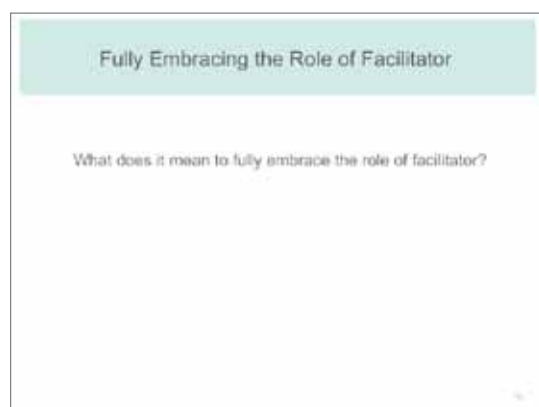 Fully Embracing the Role of Facilitator
What does it mean to fully embrace the role of facilitator?